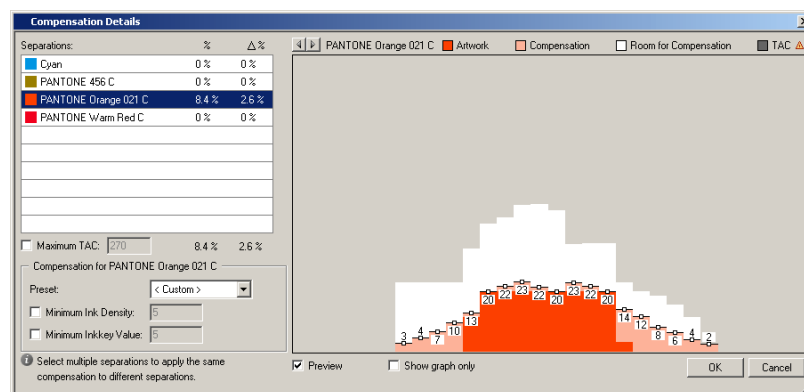 Compensation Details
Separations: % Δ%
Cyan 0 % 0 %
PANTONE 456 C 0 % 0 %
PANTONE Orange 021 C 8.4 % 2.6 %
PANTONE Warm Red C 0 % 0 %
Maximum TAC: 270 8.4 % 2.6 %
Compensation for PANTONE Orange 021 C
Preset: < Custom >
Minimum Ink Density: 5
Minimum Inkkey Value: 5
Select multiple separations to apply the same
compensation to different separations.
PANTONE Orange 021 C Artwork Compensation Room for Compensation TAC
3 4 7 10 13 20 22 23 22 20 23 22 20 14 12 8 6 4 2
Preview Show graph only OK Cancel